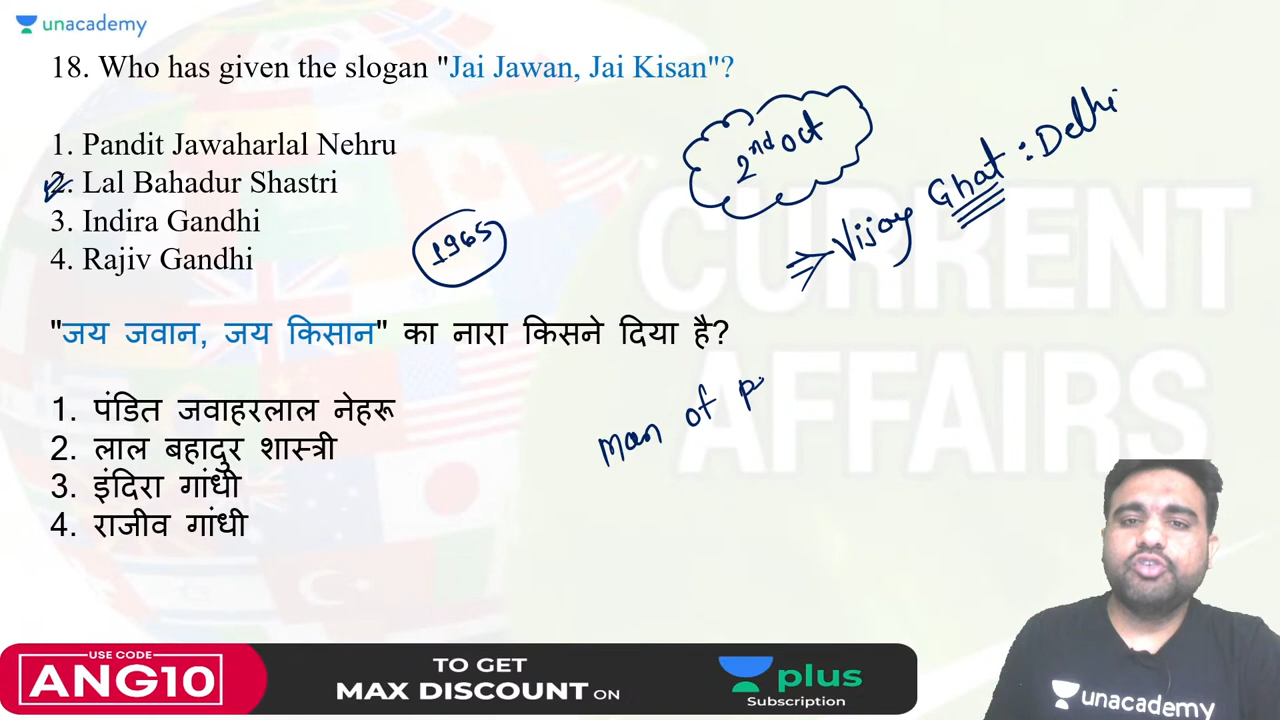 unacademy
18. Who has given the slogan "Jai Jawan, Jai Kisan"?
1. Pandit Jawaharlal Nehru
2. Lal Bahadur Shastri
3. Indira Gandhi
4. Rajiv Gandhi
1965
2nd Oct
Vijay Ghat : Delhi
"जय जवान, जय किसान" का नारा किसने दिया है?
1. पंडित जवाहरलाल नेहरू
2. लाल बहादुर शास्त्री
3. इंदिरा गांधी
4. राजीव गांधी
Man of P
CURRENT
AFFAIRS
USE CODE
ANG10
TO GET
MAX DISCOUNT ON
plus
Subscription
unacademy